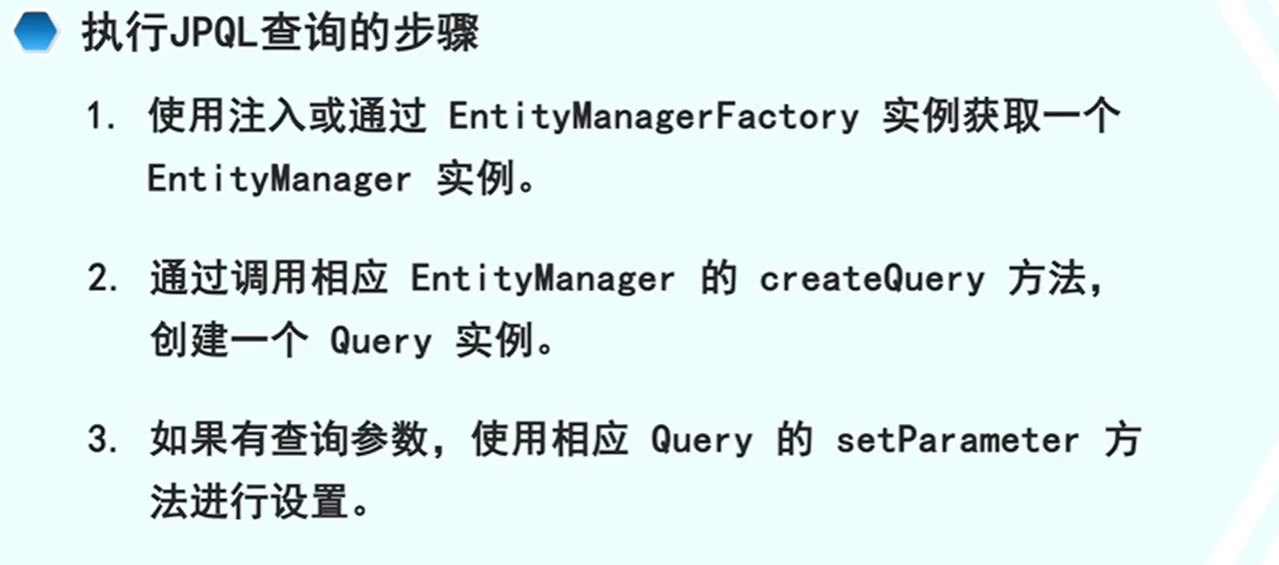 执行JPQL查询的步骤
1. 使用注入或通过 EntityManagerFactory 实例获取一个
EntityManager 实例。
2. 通过调用相应 EntityManager 的 createQuery 方法，
创建一个 Query 实例。
3. 如果有查询参数，使用相应 Query 的 setParameter 方
法进行设置。